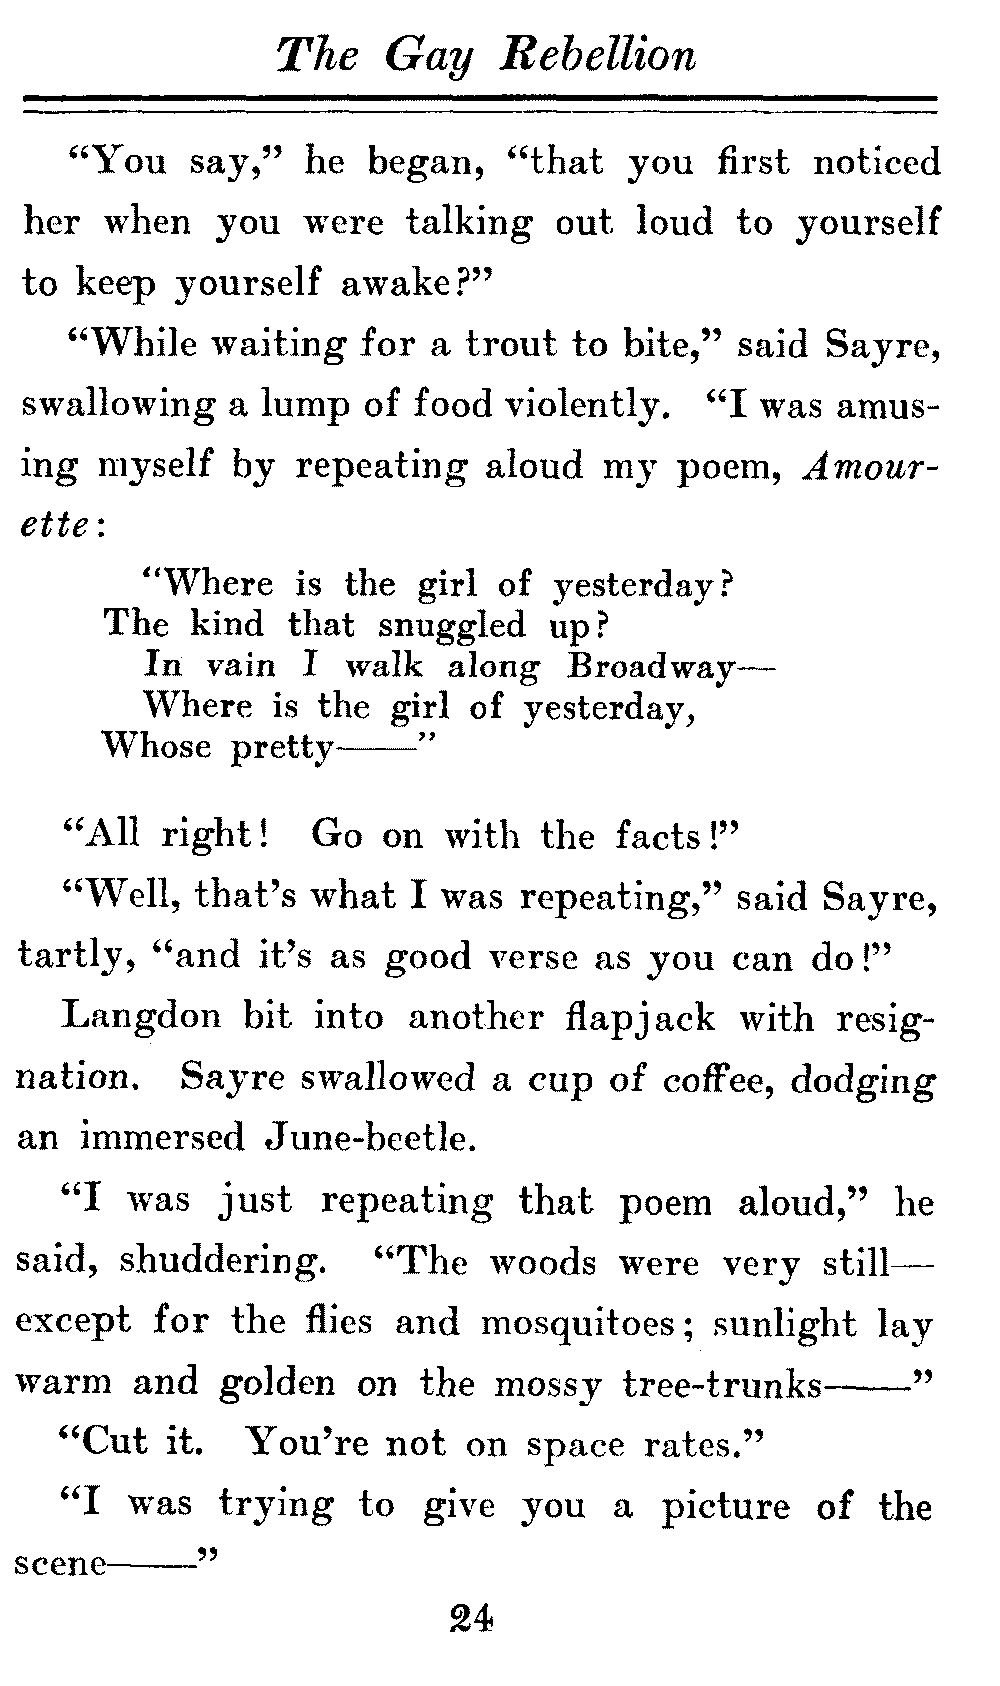 The Gay Rebellion
“You say,” he began, “that you first noticed
her when you were talking out loud to yourself
to keep yourself awake?”
“While waiting for a trout to bite,” said Sayre,
swallowing a lump of food violently. “I was amus-
ing myself by repeating aloud my poem, Amour-
ette:
“Where is the girl of yesterday?
The kind that snuggled up?
In vain I walk along Broadway—
Where is the girl of yesterday,
Whose pretty——”
“All right! Go on with the facts!”
“Well, that’s what I was repeating,” said Sayre,
tartly, “and it’s as good verse as you can do!”
Langdon bit into another flapjack with resig-
nation. Sayre swallowed a cup of coffee, dodging
an immersed June-beetle.
“I was just repeating that poem aloud,” he
said, shuddering. “The woods were very still—
except for the flies and mosquitoes; sunlight lay
warm and golden on the mossy tree-trunks——”
“Cut it. You’re not on space rates.”
“I was trying to give you a picture of the
scene——”
24